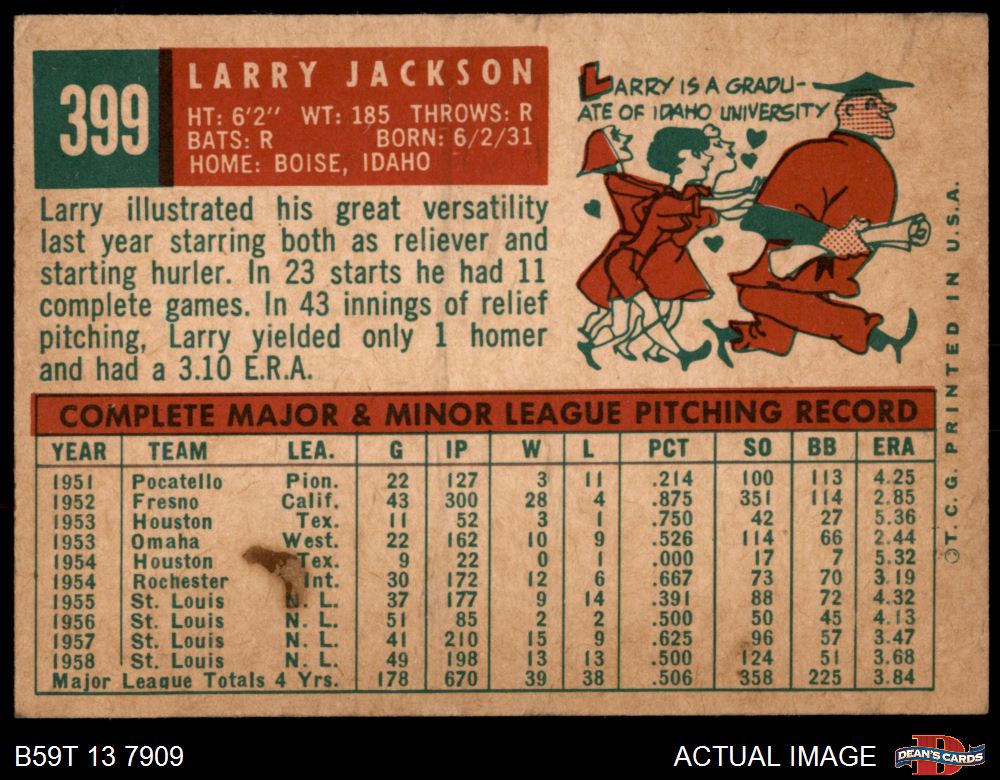 399
LARRY JACKSON
HT: 6'2" WT: 185 THROWS: R
BATS: R BORN: 6/2/31
HOME: BOISE, IDAHO
LARRY IS A GRADU-
ATE OF IDAHO UNIVERSITY
Larry illustrated his great versatility
last year starring both as reliever and
starting hurler. In 23 starts he had 11
complete games. In 43 innings of relief
pitching, Larry yielded only 1 homer
and had a 3.10 E.R.A.
COMPLETE MAJOR & MINOR LEAGUE PITCHING RECORD
YEAR TEAM LEA. G IP W L PCT SO BB ERA
1951 Pocatello Pion. 22 127 3 11 .214 100 113 4.25
1952 Fresno Calif. 43 300 28 4 .875 351 114 2.85
1953 Houston Tex. 11 52 3 1 .750 42 27 5.36
1953 Omaha West. 22 162 10 9 .526 114 66 2.44
1954 Houston Tex. 9 22 0 1 .000 17 7 5.32
1954 Rochester Int. 30 172 12 6 .667 73 70 3.19
1955 St. Louis N. L. 37 177 9 14 .391 88 72 4.32
1956 St. Louis N. L. 51 85 2 2 .500 50 45 4.13
1957 St. Louis N. L. 41 210 15 9 .625 96 57 3.47
1958 St. Louis N. L. 49 198 13 13 .500 124 51 3.68
Major League Totals 4 Yrs. 178 670 39 38 .506 358 225 3.84
©T. C. G. PRINTED IN U.S.A.
B59T 13 7909
ACTUAL IMAGE
D
DEAN'S CARDS